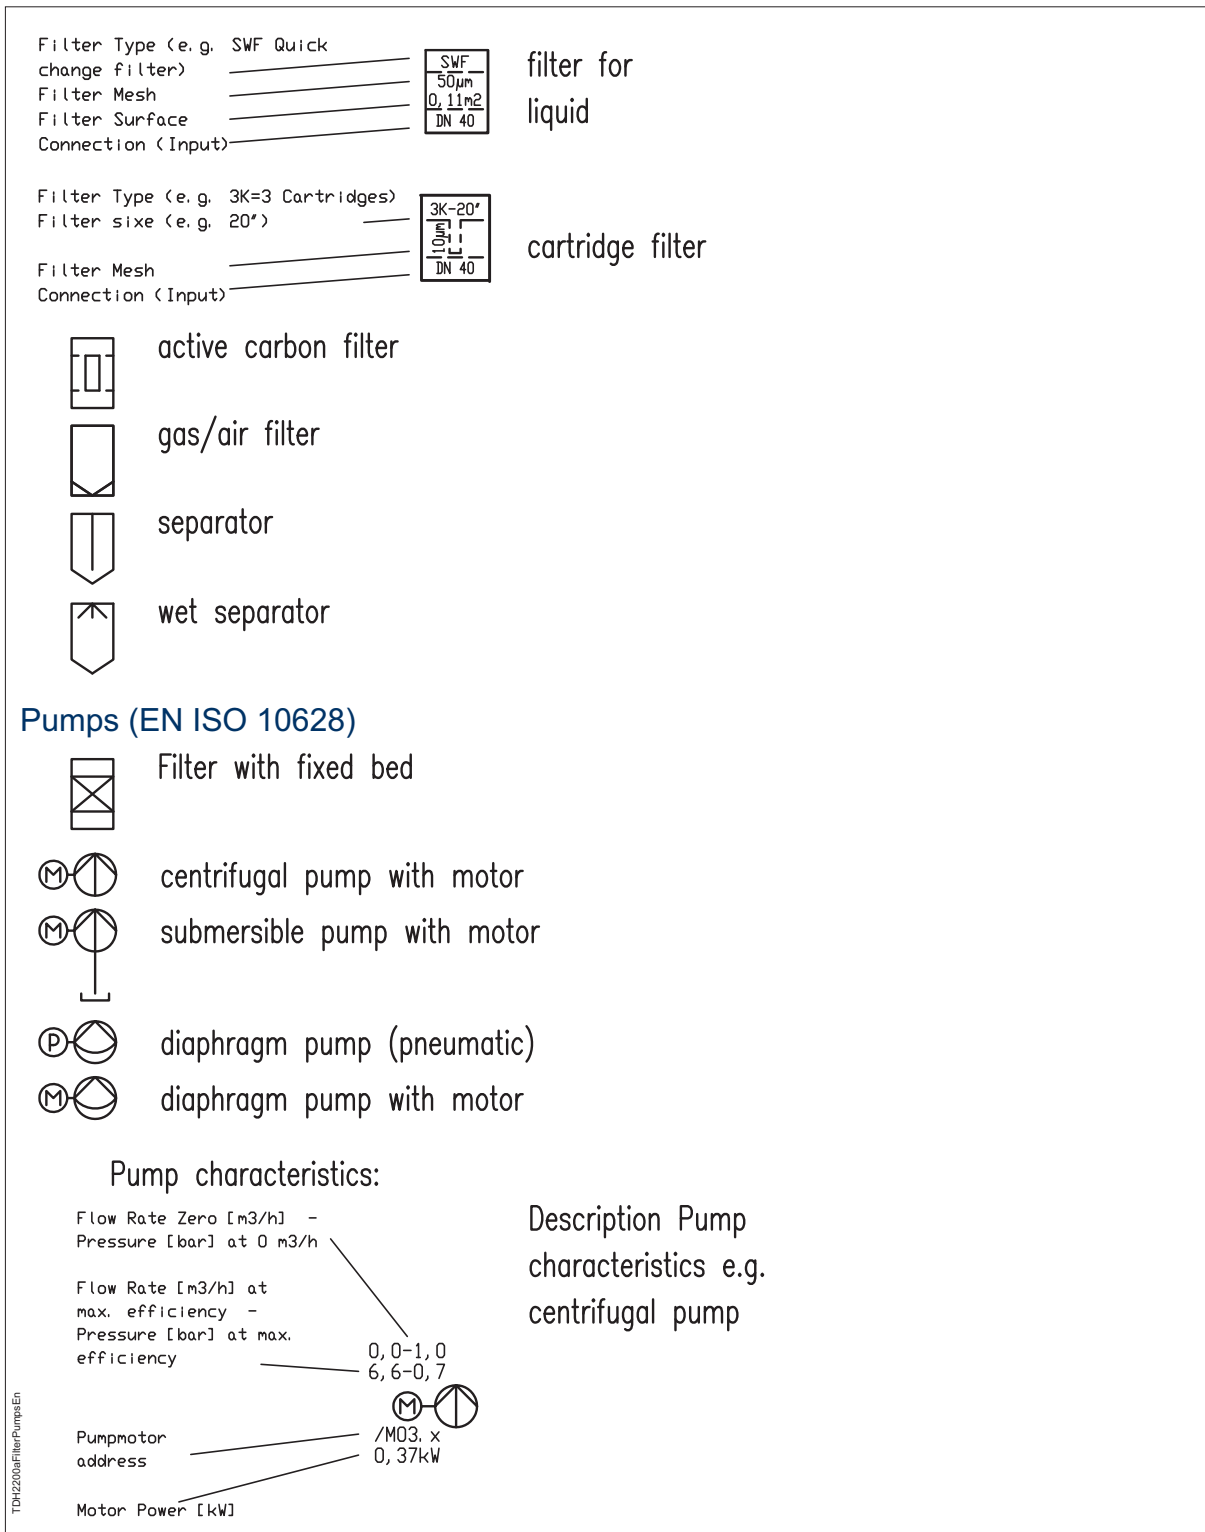 Filter Type (e.g. SWF Quick
change filter)
Filter Mesh
Filter Surface
Connection (Input)
SWF
50µm
0,11m2
DN 40
filter for
liquid
Filter Type (e.g. 3K=3 Cartridges)
Filter sixe (e.g. 20")
Filter Mesh
Connection (Input)
3K-20"
10µm
DN 40
cartridge filter
active carbon filter
gas/air filter
separator
wet separator
Pumps (EN ISO 10628)
Filter with fixed bed
M
centrifugal pump with motor
M
submersible pump with motor
P
diaphragm pump (pneumatic)
M
diaphragm pump with motor
Pump characteristics:
Flow Rate Zero [m3/h] -
Pressure [bar] at 0 m3/h
Flow Rate [m3/h] at
max. efficiency -
Pressure [bar] at max.
efficiency
0,0-1,0
6,6-0,7
M
/M03.x
0,37kW
Pumpmotor
address
Motor Power [kW]
Description Pump
characteristics e.g.
centrifugal pump
TDH2200aFilterPumpsEn